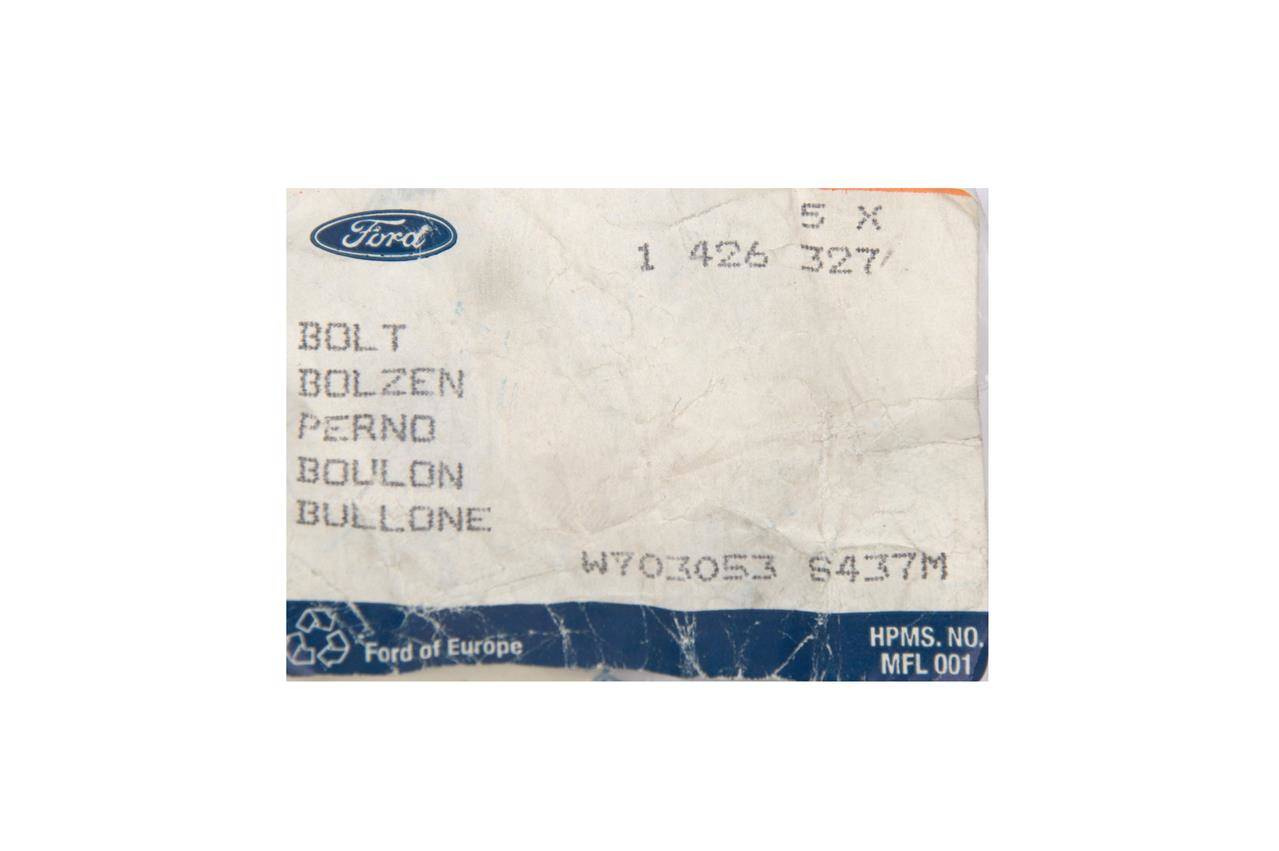 Ford
5 X
1 426 327
BOLT
BOLZEN
PERNO
BOULON
BULLONE
W703053 S437M
Ford of Europe
HPMS. NO.
MFL 001